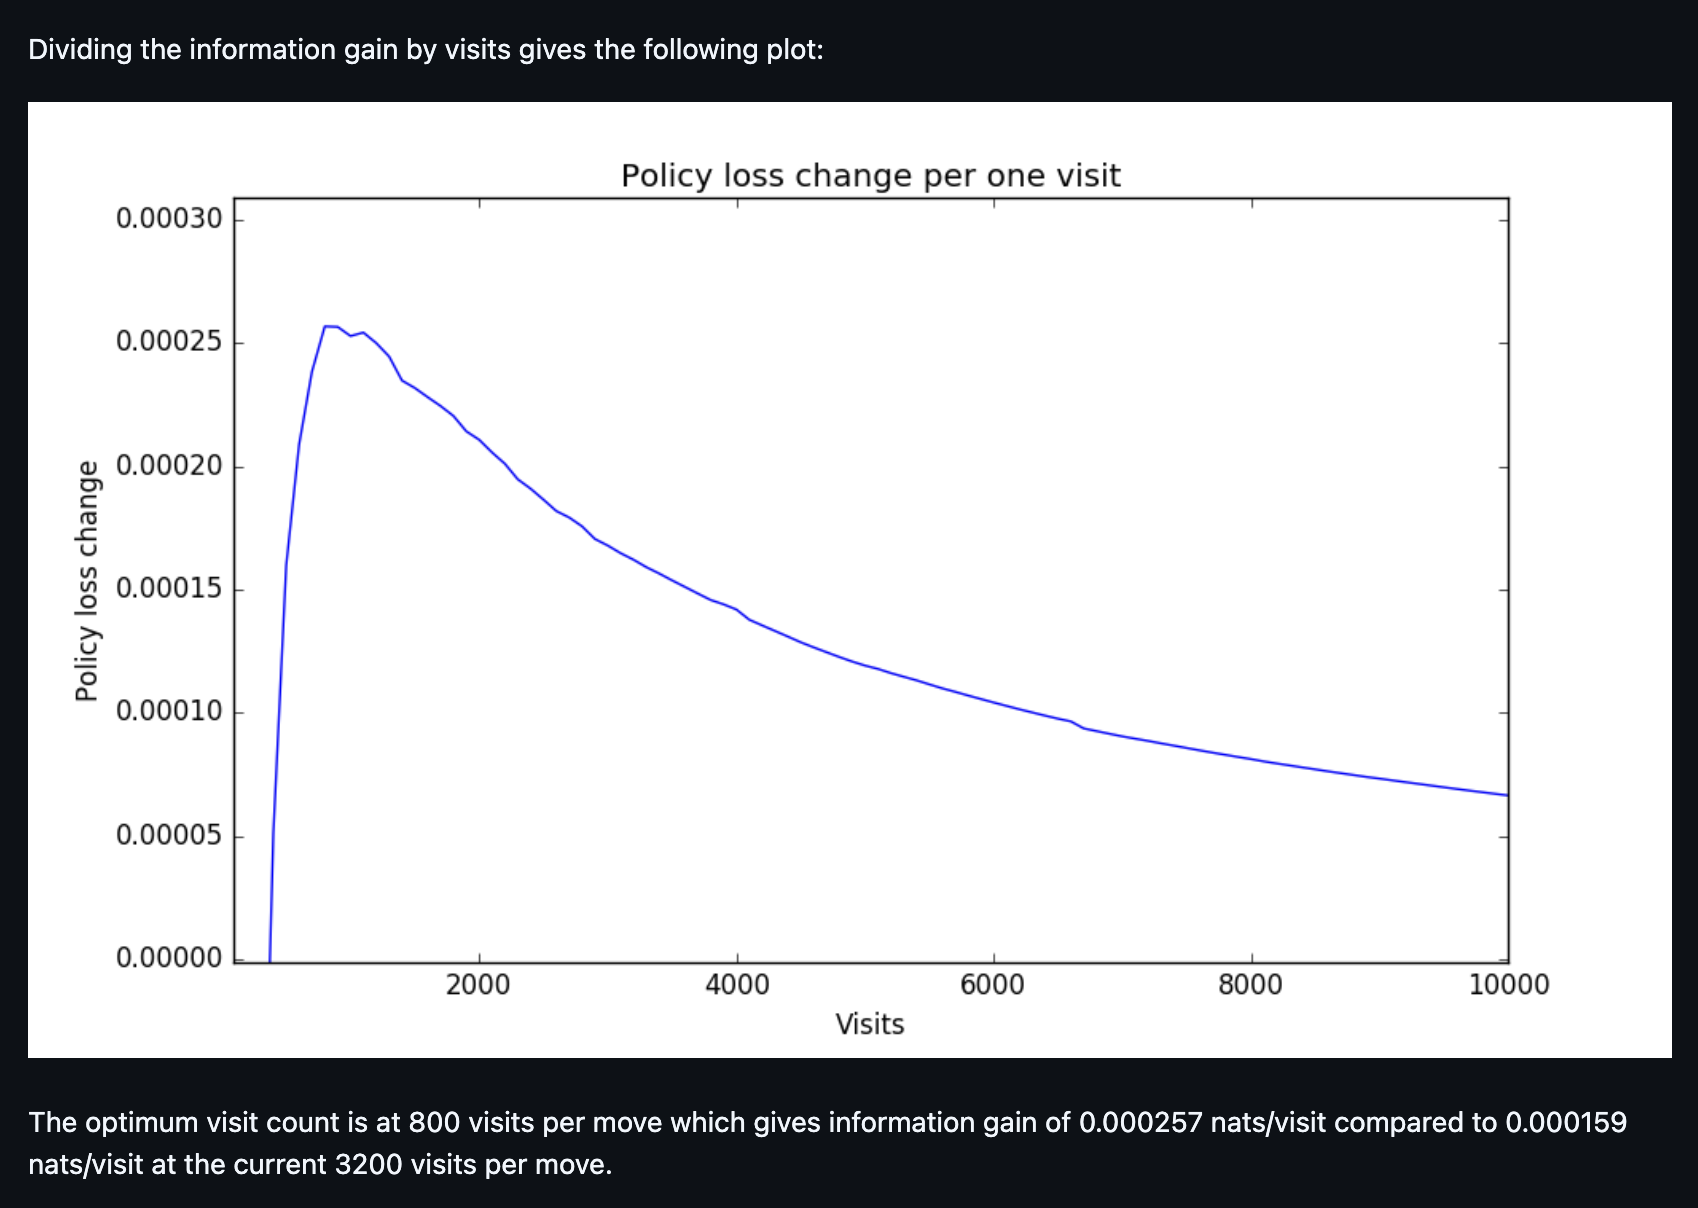 Dividing the information gain by visits gives the following plot:
Policy loss change per one visit
0.00030
0.00025
0.00020
0.00015
0.00010
0.00005
0.00000
Policy loss change
2000 4000 6000 8000 10000
Visits
The optimum visit count is at 800 visits per move which gives information gain of 0.000257 nats/visit compared to 0.000159
nats/visit at the current 3200 visits per move.